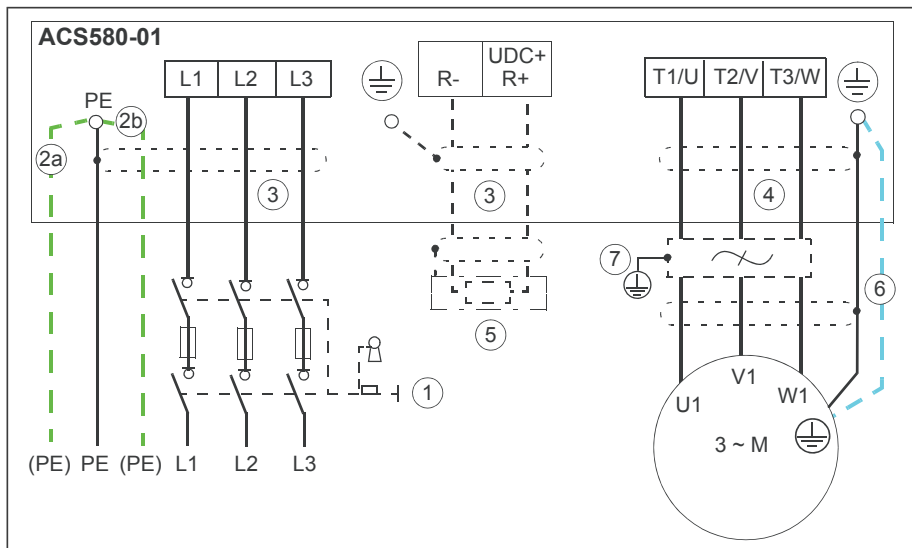 ACS580-01
L1 L2 L3
R- UDC+ R+
T1/U T2/V T3/W
PE
2b
2a
3
3
4
7
6
5
1
V1
U1 W1
3 ~ M
(PE) PE (PE) L1 L2 L3